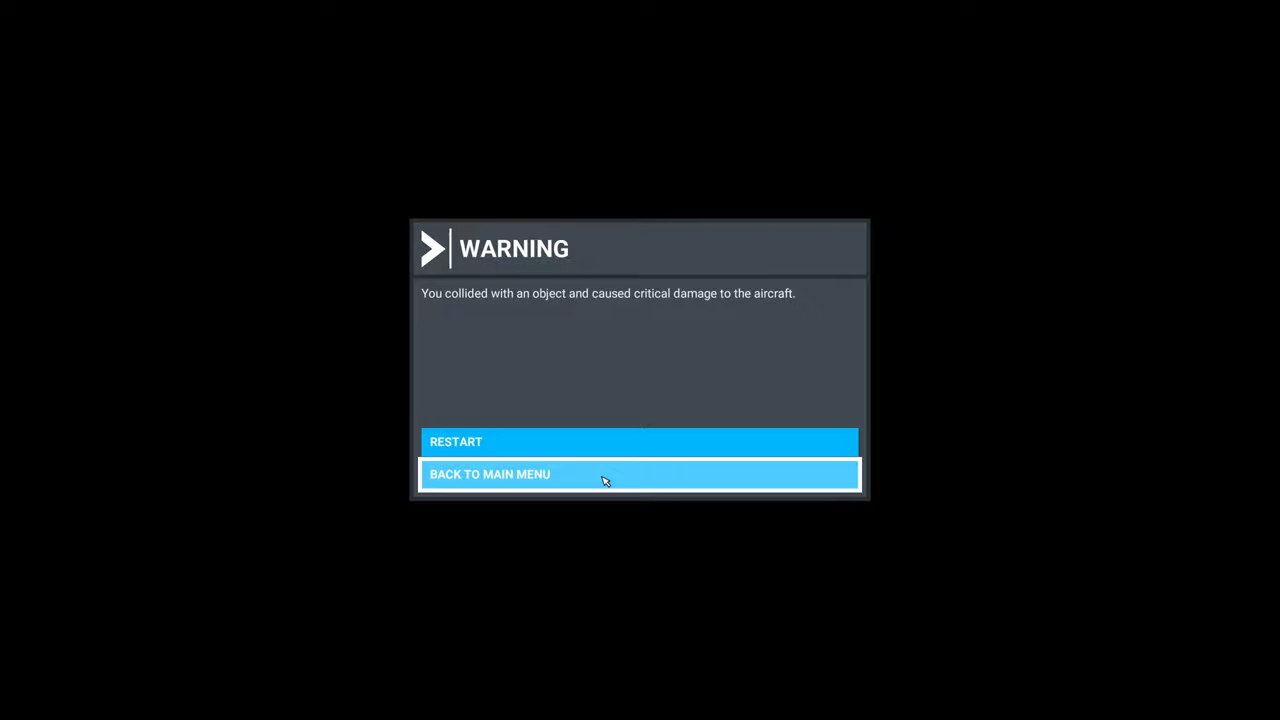 WARNING
You collided with an object and caused critical damage to the aircraft.
RESTART
BACK TO MAIN MENU